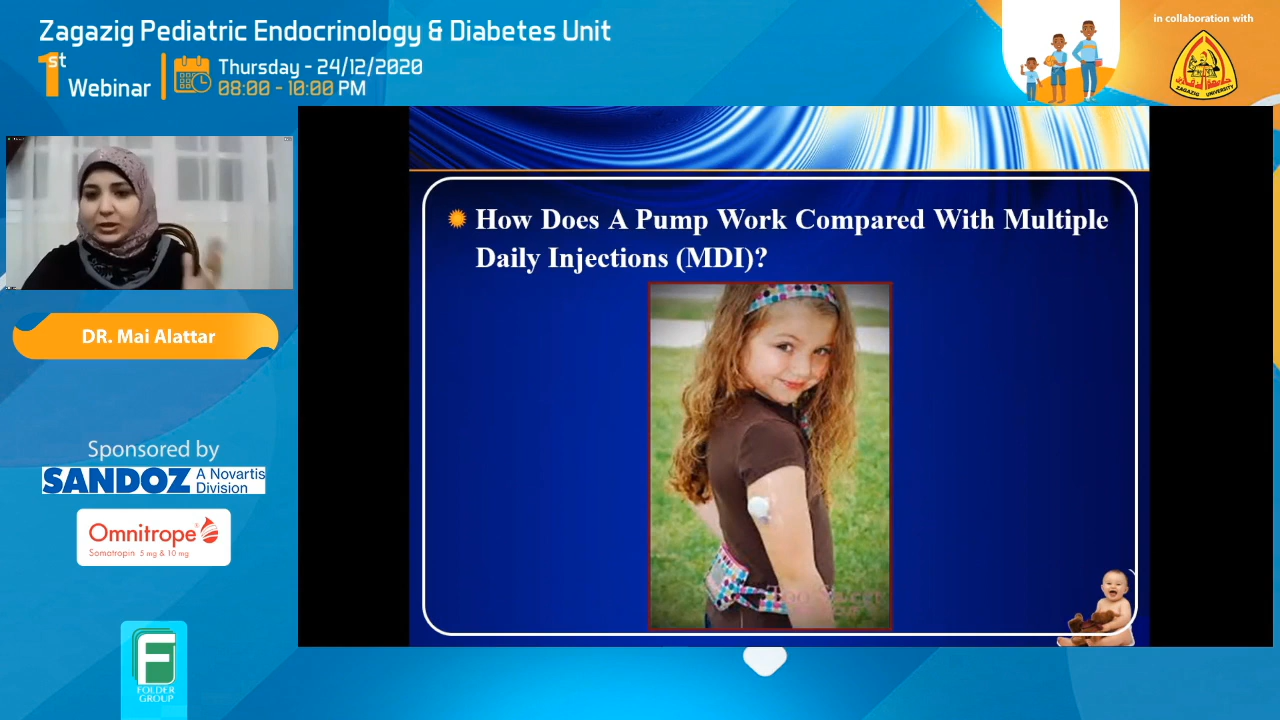 Zagazig Pediatric Endocrinology & Diabetes Unit
1st Webinar
Thursday - 24/12/2020
08:00 - 10:00 PM
in collaboration with
ZAGAZIG UNIVERSITY
How Does A Pump Work Compared With Multiple
Daily Injections (MDI)?
DR. Mai Alattar
Sponsored by
SANDOZ A Novartis
Division
Omnitrope®
Somatropin 5 mg & 10 mg
F
FOLDER
GROUP